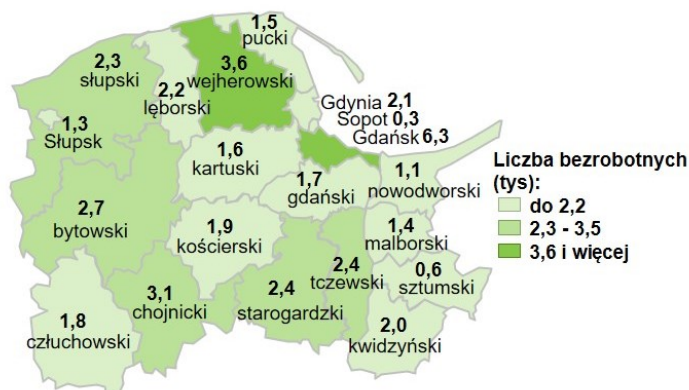 1,5
pucki
2,3
słupski
3,6
wejherowski
2,2
lęborski
Gdynia 2,1
Sopot 0,3
Gdańsk 6,3
1,3
Słupsk
1,6
kartuski
1,7
gdański
1,1
nowodworski
Liczba bezrobotnych
(tys):
do 2,2
2,3 - 3,5
3,6 i więcej
2,7
bytowski
1,9
kościerski
1,4
malborski
2,4
starogardzki
2,4
tczewski
0,6
sztumski
3,1
chojnicki
1,8
człuchowski
2,0
kwidzyński